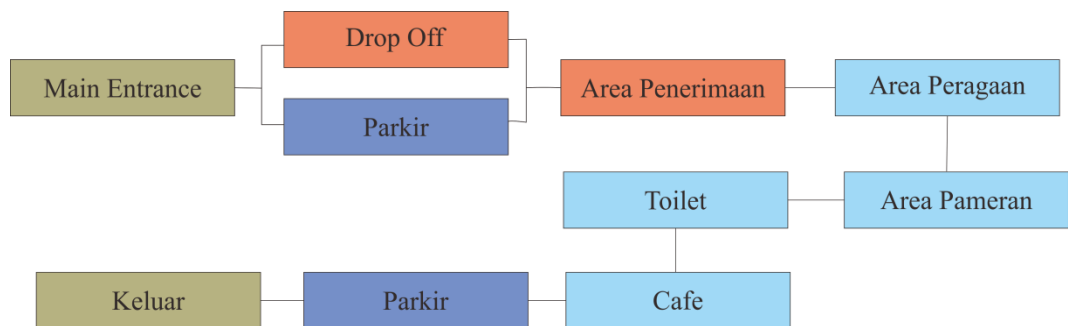 Drop Off
Main Entrance
Area Penerimaan
Area Peragaan
Parkir
Toilet
Area Pameran
Keluar
Parkir
Cafe